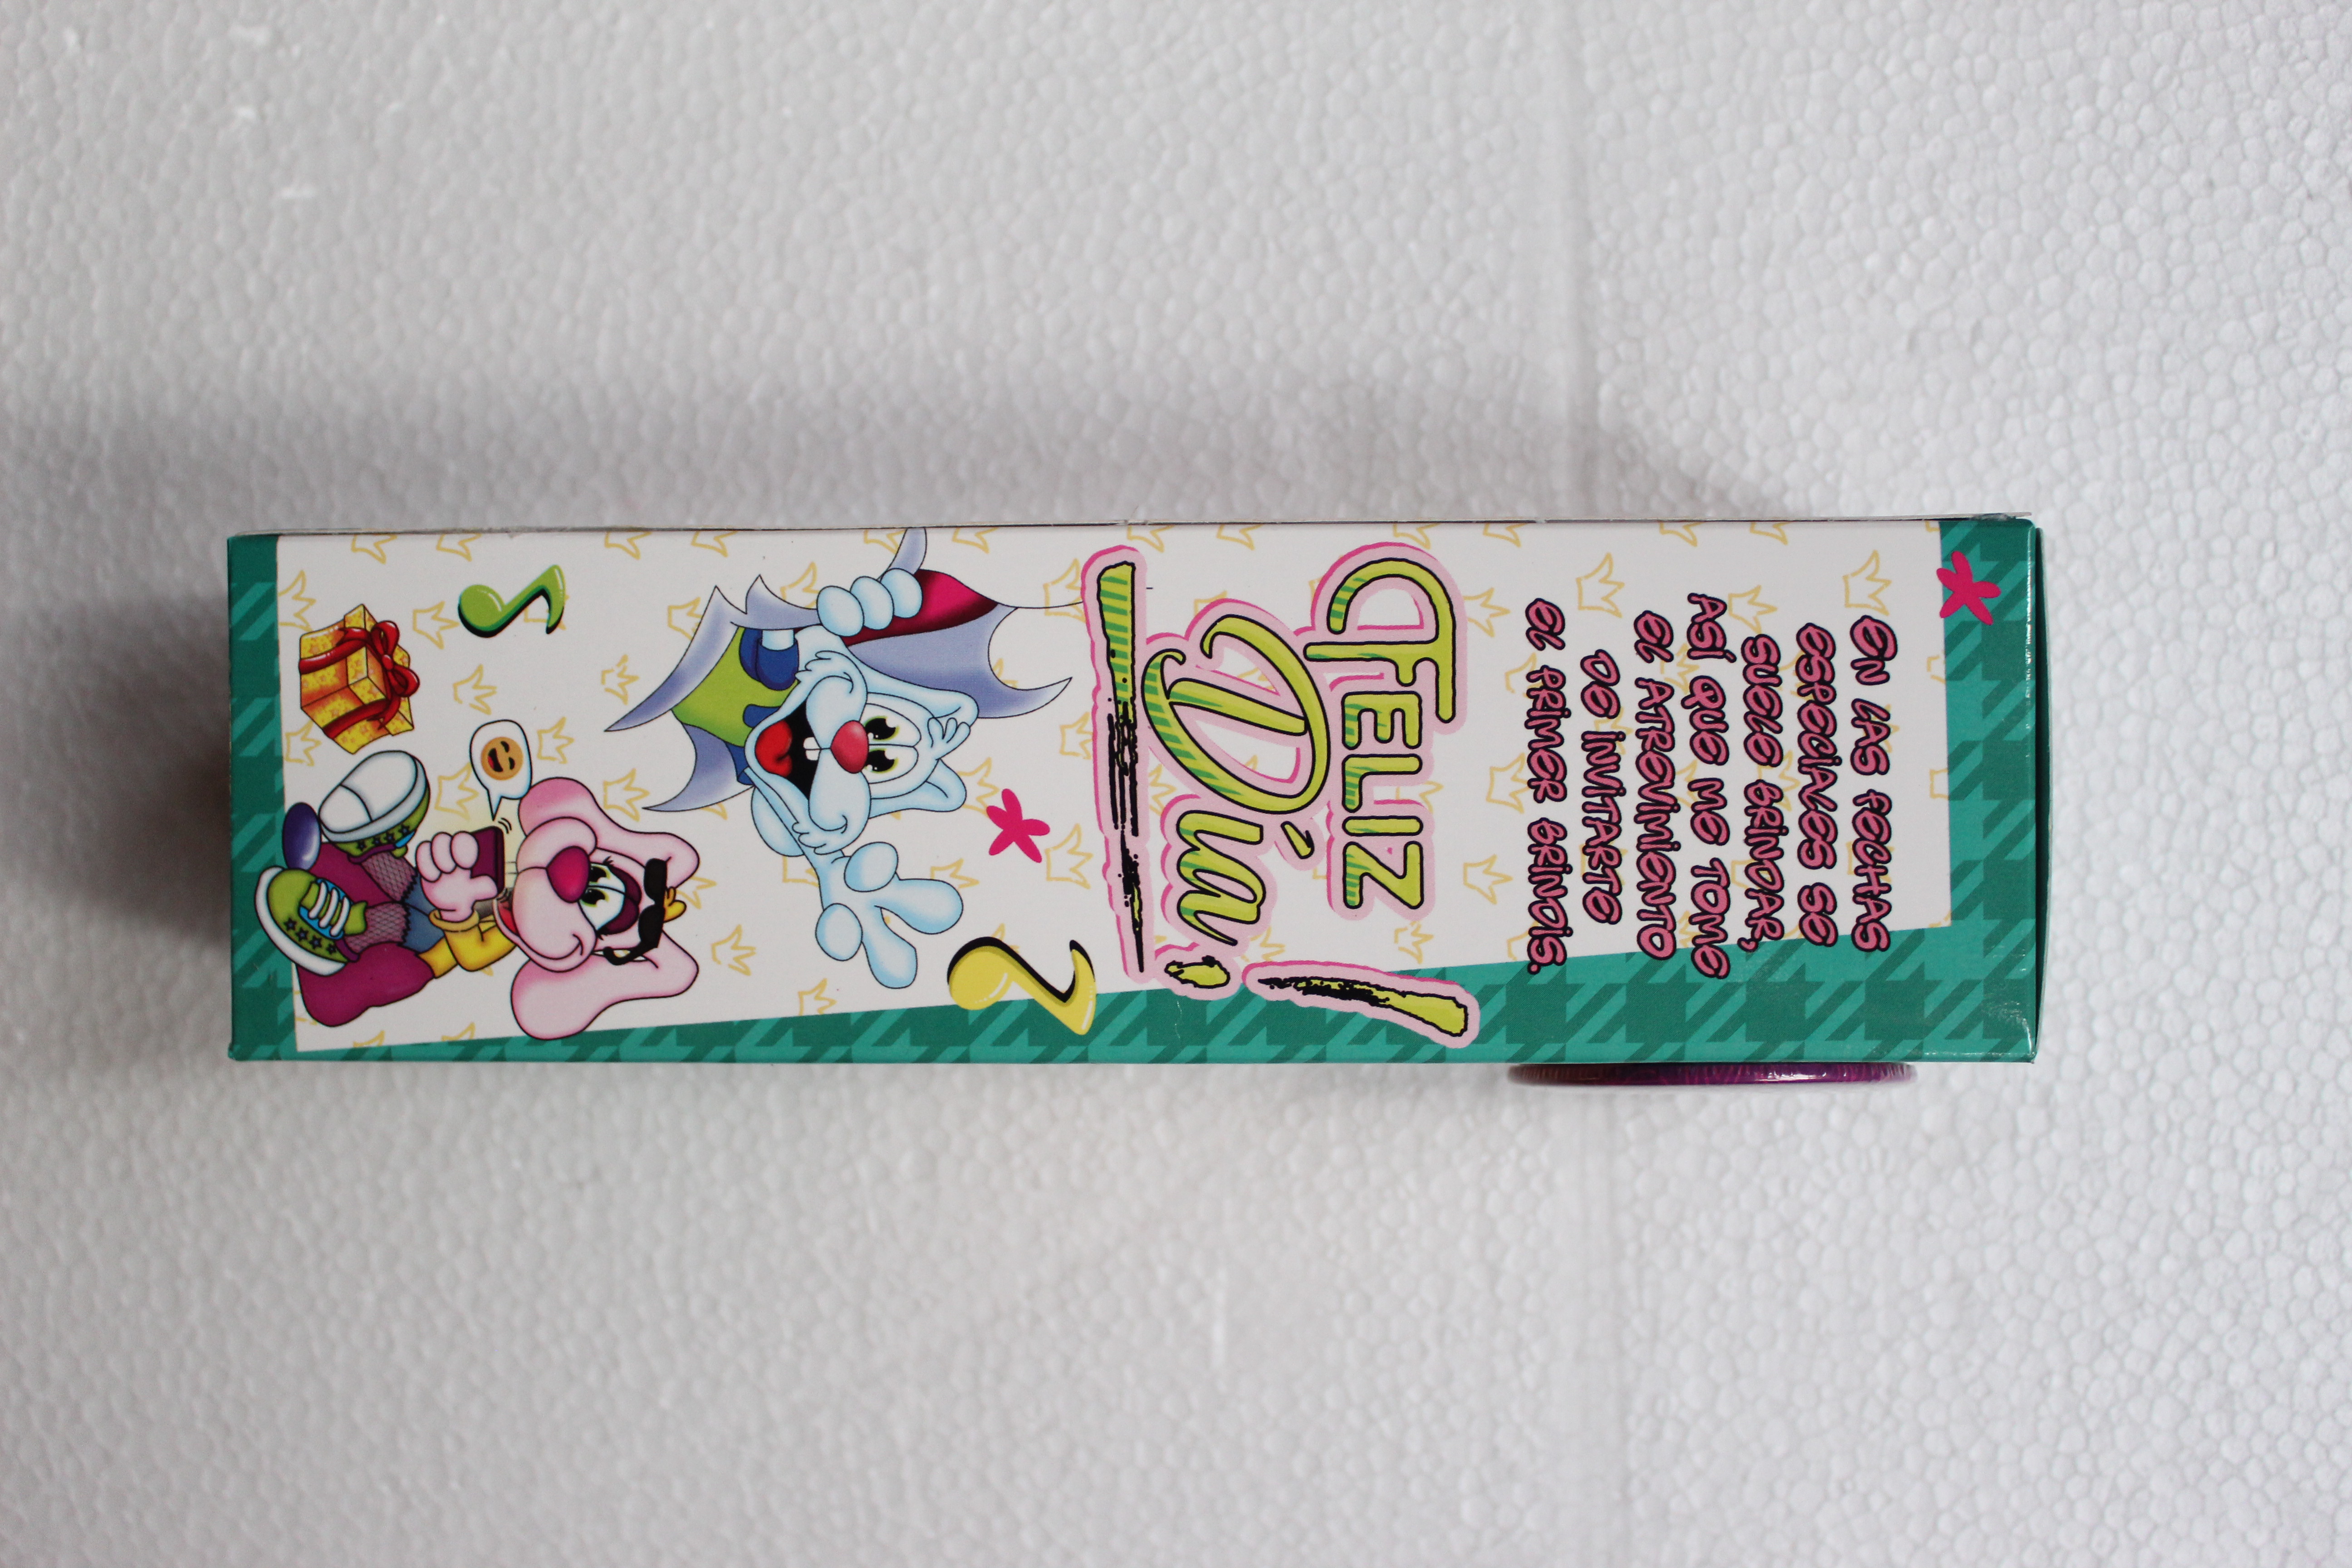 En las fechas
especiales se
suele brindar,
así que me tome
el atrevimiento
de invitarte
el primer brindis.
Feliz
Día!